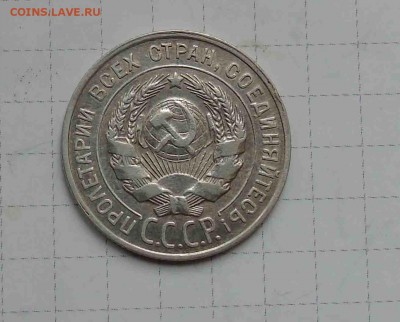 COINS.LAVE.RU
ПРОЛЕТАРИИ ВСЕХ СТРАН, СОЕДИНЯЙТЕСЬ!
С.С.С.Р.